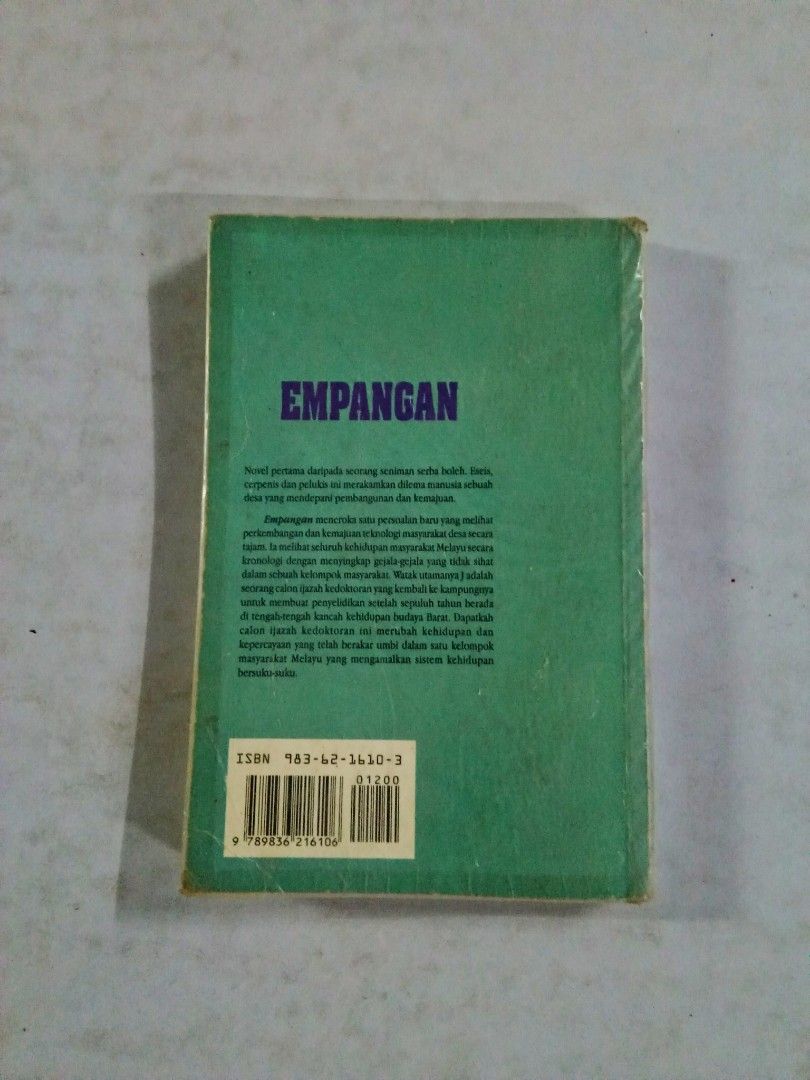 EMPANGAN
Novel pertama daripada seorang seniman serba boleh. Eseis,
cerpenis dan pelukis ini merakamkan dilema manusia sebuah
desa yang mendepani pembangunan dan kemajuan.
Empangan meneroka satu persoalan baru yang melihat
perkembangan dan kemajuan teknologi masyarakat desa secara
tajam. Ia melihat seluruh kehidupan masyarakat Melayu secara
kronologi dengan menyingkap gejala-gejala yang tidak sihat
dalam sebuah kelompok masyarakat. Watak utamanya J adalah
seorang calon ijazah kedoktoran yang kembali ke kampungnya
untuk membuat penyelidikan setelah sepuluh tahun berada
di tengah-tengah kancah kehidupan budaya Barat. Dapatkah
calon ijazah kedoktoran ini merubah kehidupan dan
kepercayaan yang telah berakar umbi dalam satu kelompok
masyarakat Melayu yang mengamalkan sistem kehidupan
bersuku-suku.
ISBN 983-62-1610-3
01200
9 789836 216106